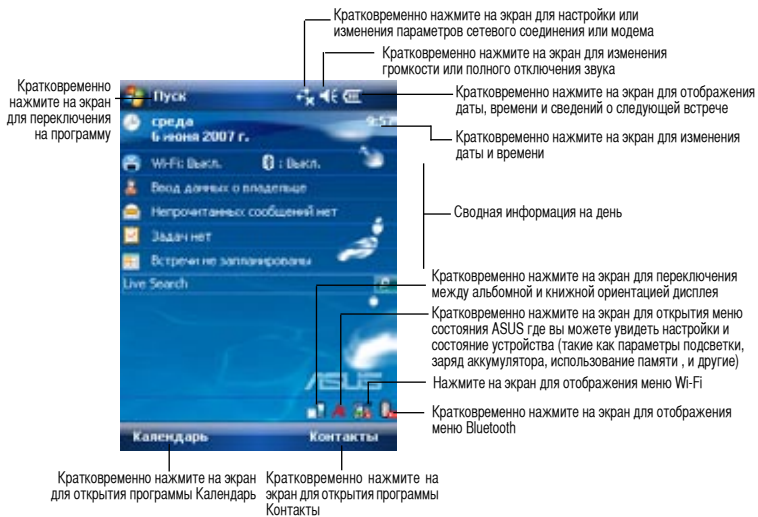 Кратковременно нажмите на экран для настройки или
изменения параметров сетевого соединения или модема
Кратковременно нажмите на экран для изменения
громкости или полного отключения звука
Кратковременно
нажмите на экран
для переключения
на программу
Кратковременно нажмите на экран для отображения
даты, времени и сведений о следующей встрече
Кратковременно нажмите на экран для изменения
даты и времени
Сводная информация на день
Кратковременно нажмите на экран для переключения
между альбомной и книжной ориентацией дисплея
Кратковременно нажмите на экран для открытия меню
состояния ASUS где вы можете увидеть настройки и
состояние устройства (такие как параметры подсветки,
заряд аккумулятора, использование памяти , и другие)
Нажмите на экран для отображения меню Wi-Fi
Кратковременно нажмите на экран для отображения
меню Bluetooth
Пуск
среда
9:57
6 июня 2007 г.
Wi-Fi: Выкл. : Выкл.
Ввод данных о владельце
Непрочитанных сообщений нет
Задач нет
Встречи не запланированы
Live Search
ASUS
Календарь Контакты
Кратковременно нажмите на экран
для открытия программы Календарь
Кратковременно нажмите на
экран для открытия программы
Контакты